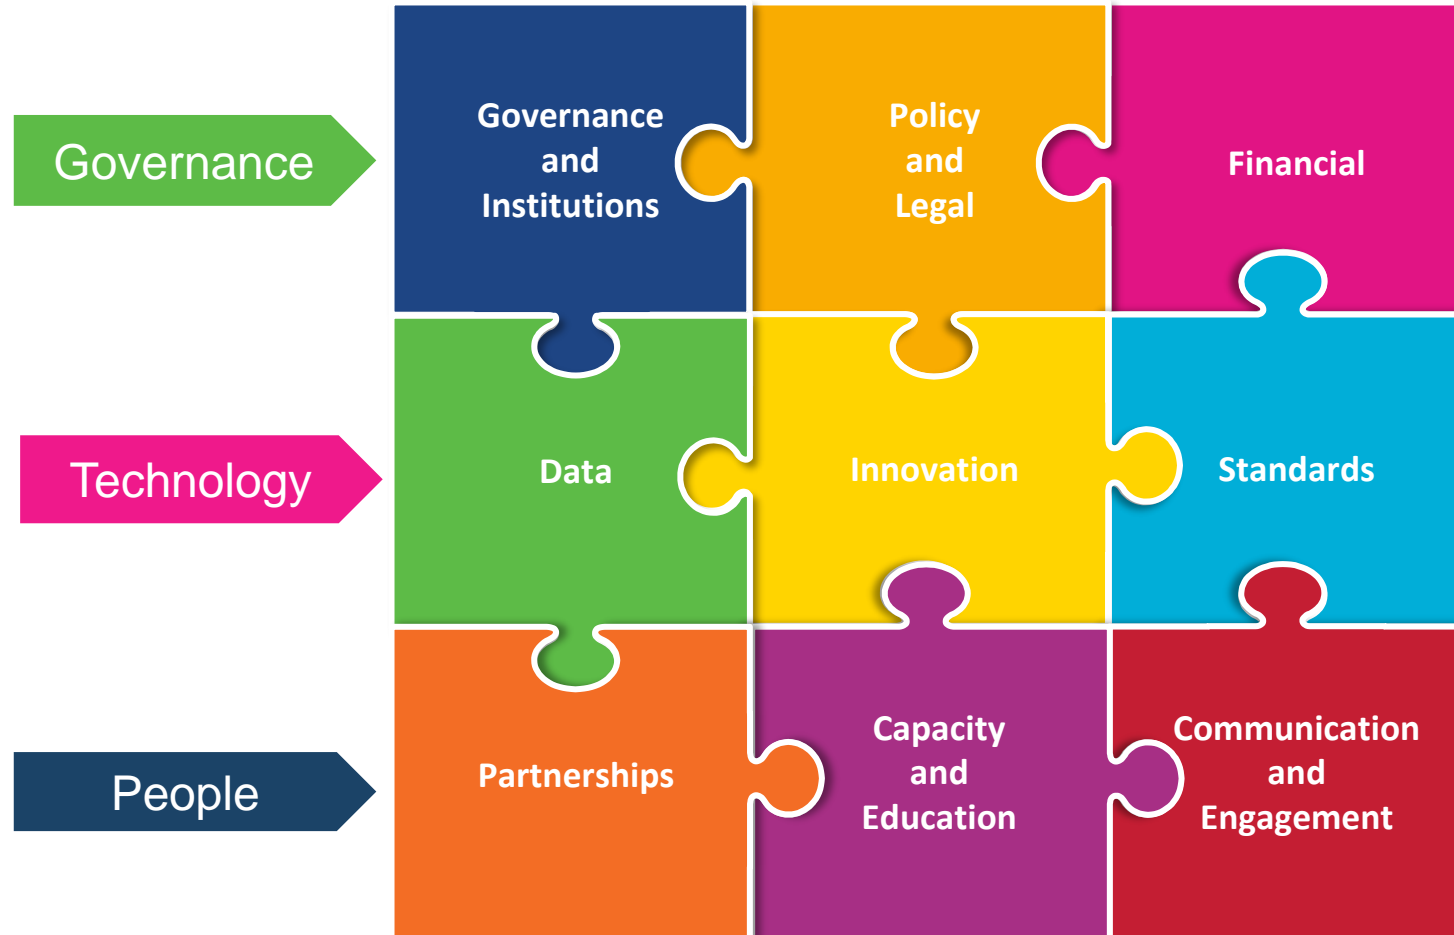 Governance
Governance
and
Institutions
Policy
and
Legal
Financial
Technology
Data
Innovation
Standards
People
Partnerships
Capacity
and
Education
Communication
and
Engagement